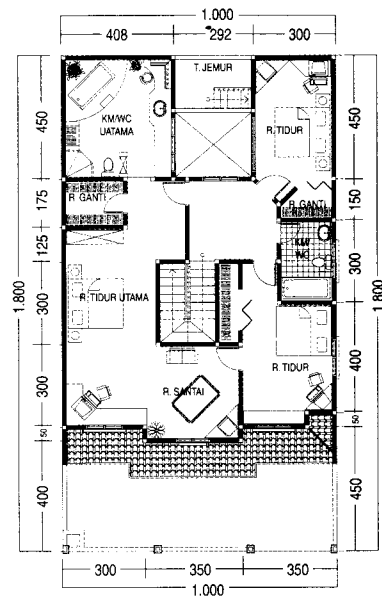 1.000
408 292 300
T. JEMUR
450
KM/WC
UATAMA
R. TIDUR
450
175
R. GANTI
R. GANTI
150
125
KM/
WC
300
1.800
1.800
300
R. TIDUR UTAMA
300
R. SANTAI
R. TIDUR
400
50
50
400
450
300 350 350
1.000